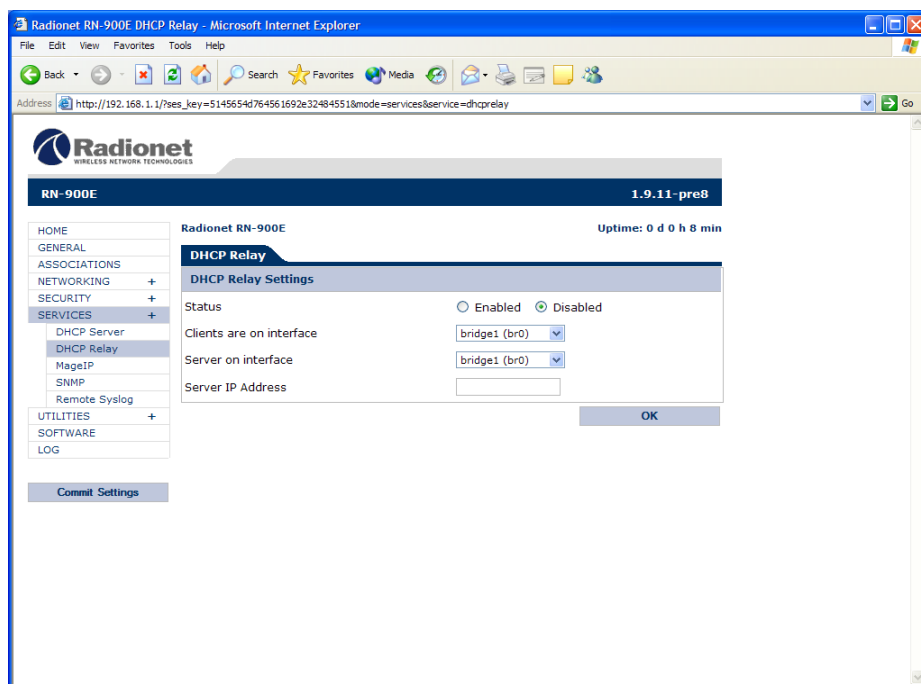 Radionet RN-900E DHCP Relay - Microsoft Internet Explorer
File Edit View Favorites Tools Help
Back Search Favorites Media
Address http://192.168.1.1/?ses_key=5145654d764561692e32484551&mode=services&service=dhcprelay Go
Radionet
WIRELESS NETWORK TECHNOLOGIES
RN-900E 1.9.11-pre8
Radionet RN-900E Uptime: 0 d 0 h 8 min
HOME
GENERAL
ASSOCIATIONS
NETWORKING +
SECURITY +
SERVICES +
DHCP Server
DHCP Relay
MageIP
SNMP
Remote Syslog
UTILITIES +
SOFTWARE
LOG
Commit Settings
DHCP Relay
DHCP Relay Settings
Status Enabled Disabled
Clients are on interface bridge1 (br0)
Server on interface bridge1 (br0)
Server IP Address
OK